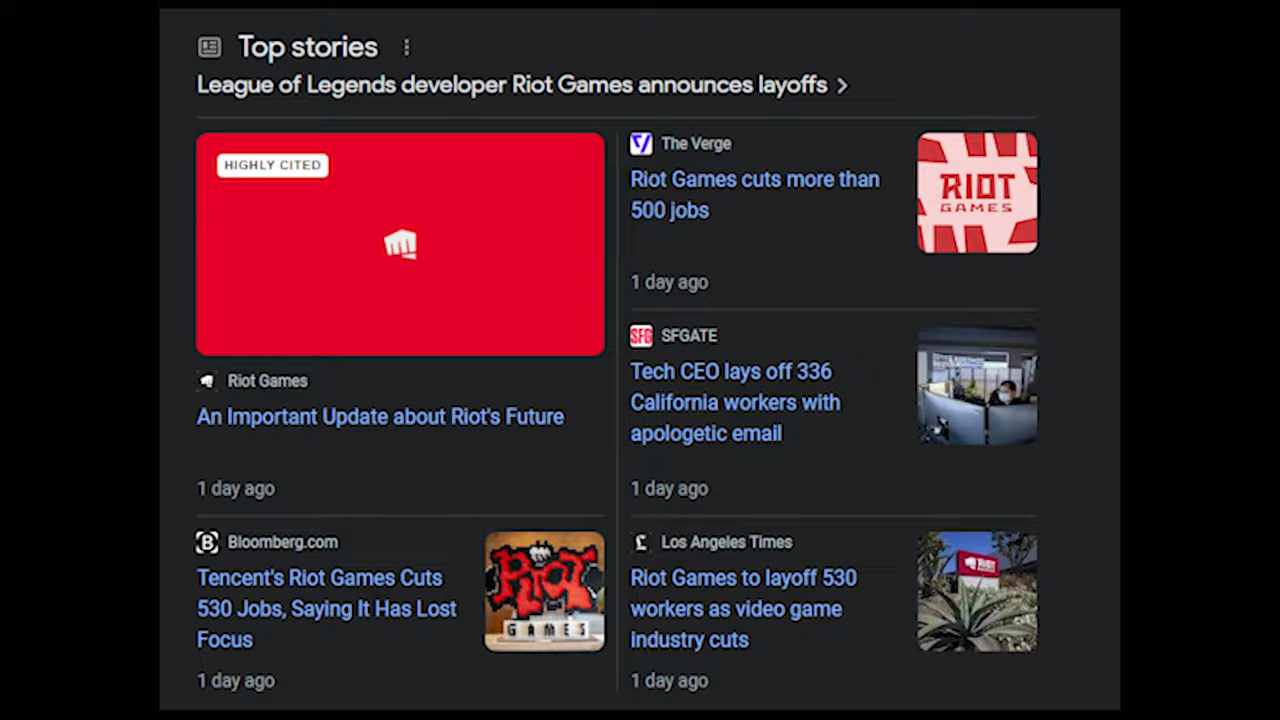 Top stories
League of Legends developer Riot Games announces layoffs
HIGHLY CITED
Riot Games
An Important Update about Riot's Future
1 day ago
Bloomberg.com
Tencent's Riot Games Cuts
530 Jobs, Saying It Has Lost
Focus
1 day ago
RIOT
GAMES
The Verge
Riot Games cuts more than
500 jobs
1 day ago
RIOT
GAMES
SFG
SFGATE
Tech CEO lays off 336
California workers with
apologetic email
1 day ago
Los Angeles Times
Riot Games to layoff 530
workers as video game
industry cuts
1 day ago
RIOT
GAMES